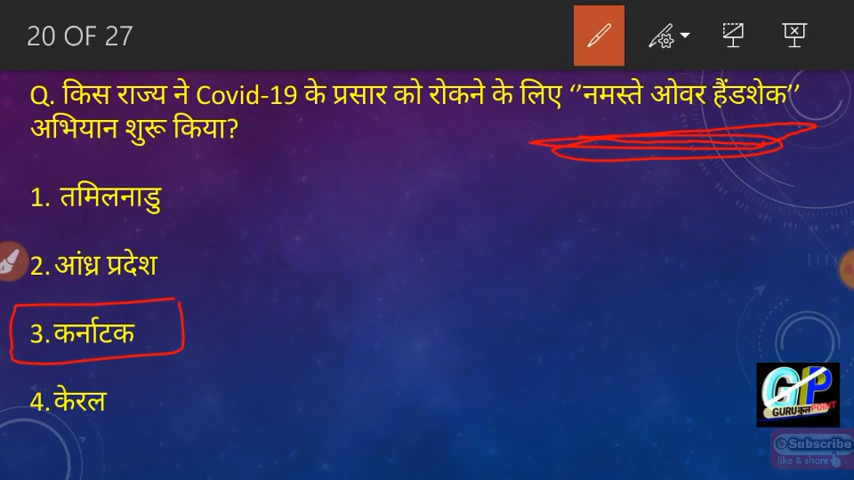 20 OF 27
Q. किस राज्य ने Covid-19 के प्रसार को रोकने के लिए ‘’नमस्ते ओवर हैंडशेक’’
अभियान शुरू किया?
1. तमिलनाडु
2. आंध्र प्रदेश
3. कर्नाटक
4. केरल
GP
GURUकुल POINT
Subscribe
like & share